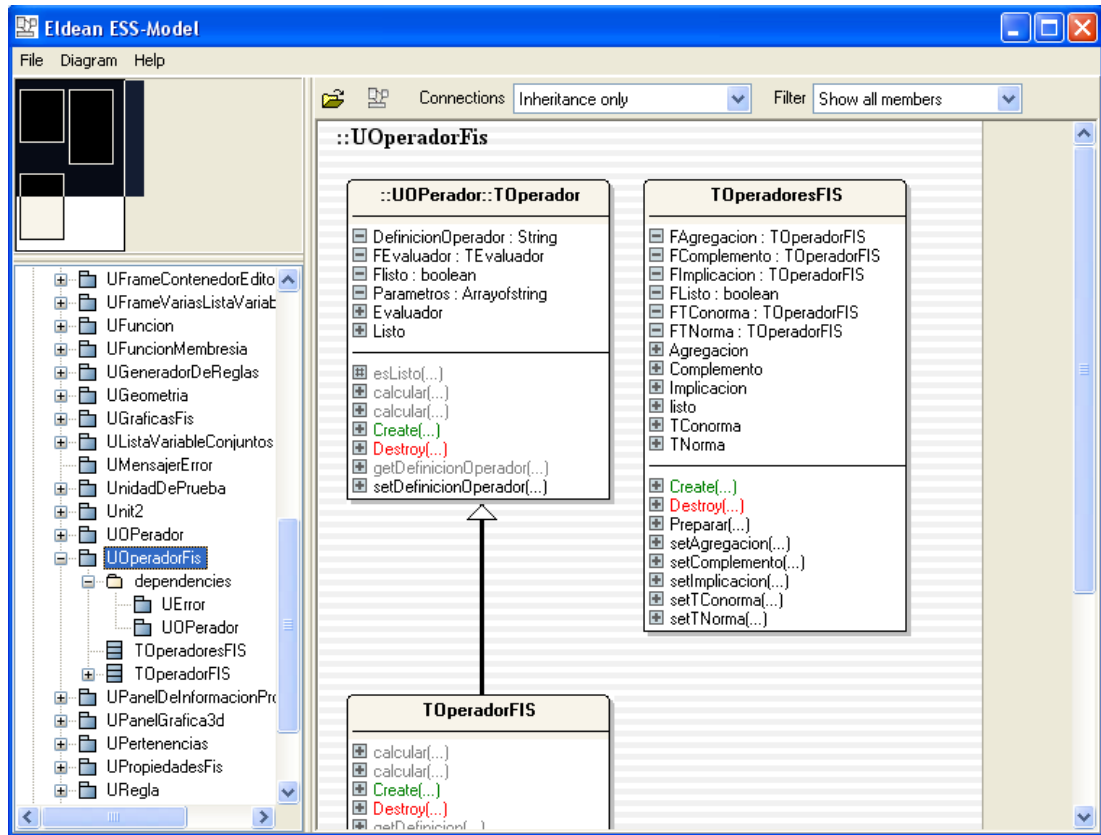 Eldean ESS-Model
File Diagram Help
Connections Inheritance only Filter Show all members
UFrameContenedorEdito
UFrameVariasListaVariab
UFuncion
UFuncionMembresia
UGeneradorDeReglas
UGeometria
UGraficasFis
UListaVariableConjuntos
UMensajerError
UnidadDePrueba
Unit2
UOPerador
UOperadorFis
dependencies
UError
UOPerador
TOperadoresFIS
TOperadorFIS
UPanelDeInformacionPro
UPanelGrafica3d
UPertenencias
UPropiedadesFis
URegla
::UOperadorFis
::UOPerador::TOperador
DefinicionOperador : String
FEvaluador : TEvaluador
Flisto : boolean
Parametros : Arrayofstring
Evaluador
Listo
esListo(...)
calcular(...)
calcular(...)
Create(...)
Destroy(...)
getDefinicionOperador(...)
setDefinicionOperador(...)
TOperadoresFIS
FAgregacion : TOperadorFIS
FComplemento : TOperadorFIS
FImplicacion : TOperadorFIS
FListo : boolean
FTConorma : TOperadorFIS
FTNorma : TOperadorFIS
Agregacion
Complemento
Implicacion
listo
TConorma
TNorma
Create(...)
Destroy(...)
Preparar(...)
setAgregacion(...)
setComplemento(...)
setImplicacion(...)
setTConorma(...)
setTNorma(...)
TOperadorFIS
calcular(...)
calcular(...)
Create(...)
Destroy(...)
getDefinicion(...)